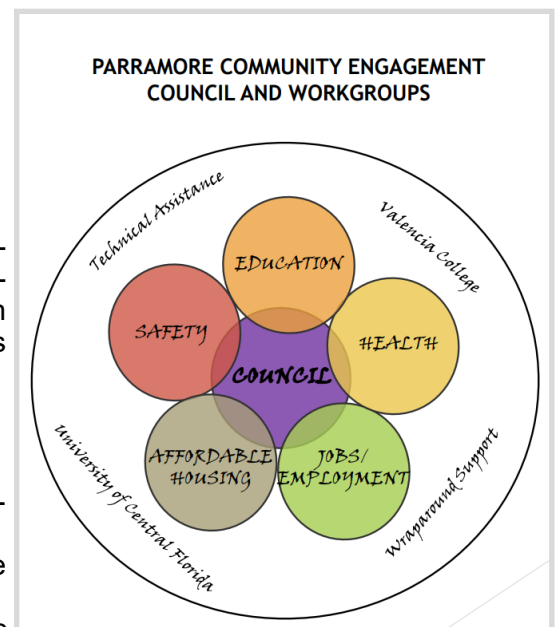 PARRAMORE COMMUNITY ENGAGEMENT
COUNCIL AND WORKGROUPS
Technical Assistance
Valencia College
EDUCATION
SAFETY
HEALTH
COUNCIL
AFFORDABLE
HOUSING
JOBS/
EMPLOYMENT
University of Central Florida
Wraparound Support